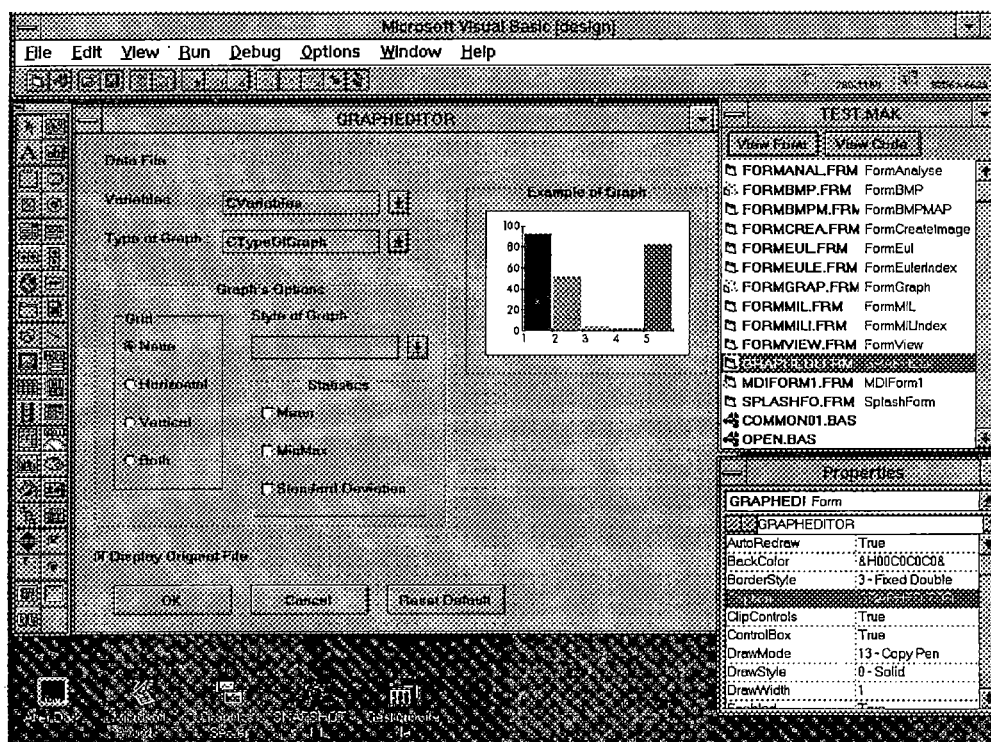 Microsoft Visual Basic [design]
File Edit View Run Debug Options Window Help
GRAPHEDITOR
Data File
Variables
CVariables
Type of Graph
CTypeOfGraph
Graph's Options
Grid
None
Horizontal
Vertical
Both
Style of Graph
Statistics
Mean
MinMax
Standard Deviation
Display Original File
OK Cancel Reset Default
Example of Graph
100
80
60
40
20
0
1 2 3 4 5
TEST.MAK
View Form View Code
FORMANAL.FRM FormAnalyse
FORMBMP.FRM FormBMP
FORMBMPM.FRM FormBMPMAP
FORMCREA.FRM FormCreateImage
FORMEUL.FRM FormEul
FORMEULE.FRM FormEulerIndex
FORMGRAP.FRM FormGraph
FORMMIL.FRM FormMIL
FORMMILI.FRM FormMilIndex
FORMVIEW.FRM FormView
MDIFORM1.FRM MDIForm1
SPLASHFO.FRM SplashForm
COMMON01.BAS
OPEN.BAS
Properties
GRAPHEDI Form
GRAPHEDITOR
AutoRedraw True
BackColor &H00C0C0C0&
BorderStyle 3 - Fixed Double
ClipControls True
ControlBox True
DrawMode 13 - Copy Pen
DrawStyle 0 - Solid
DrawWidth 1